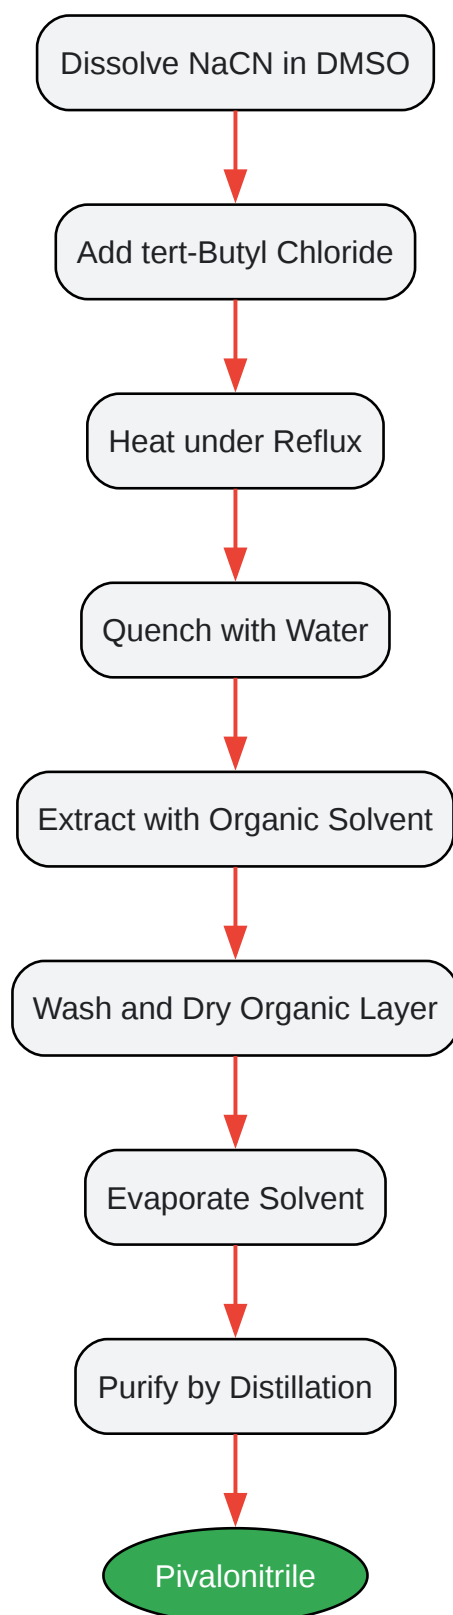 Dissolve NaCN in DMSO
Add tert-Butyl Chloride
Heat under Reflux
Quench with Water
Extract with Organic Solvent
Wash and Dry Organic Layer
Evaporate Solvent
Purify by Distillation
Pivalonitrile